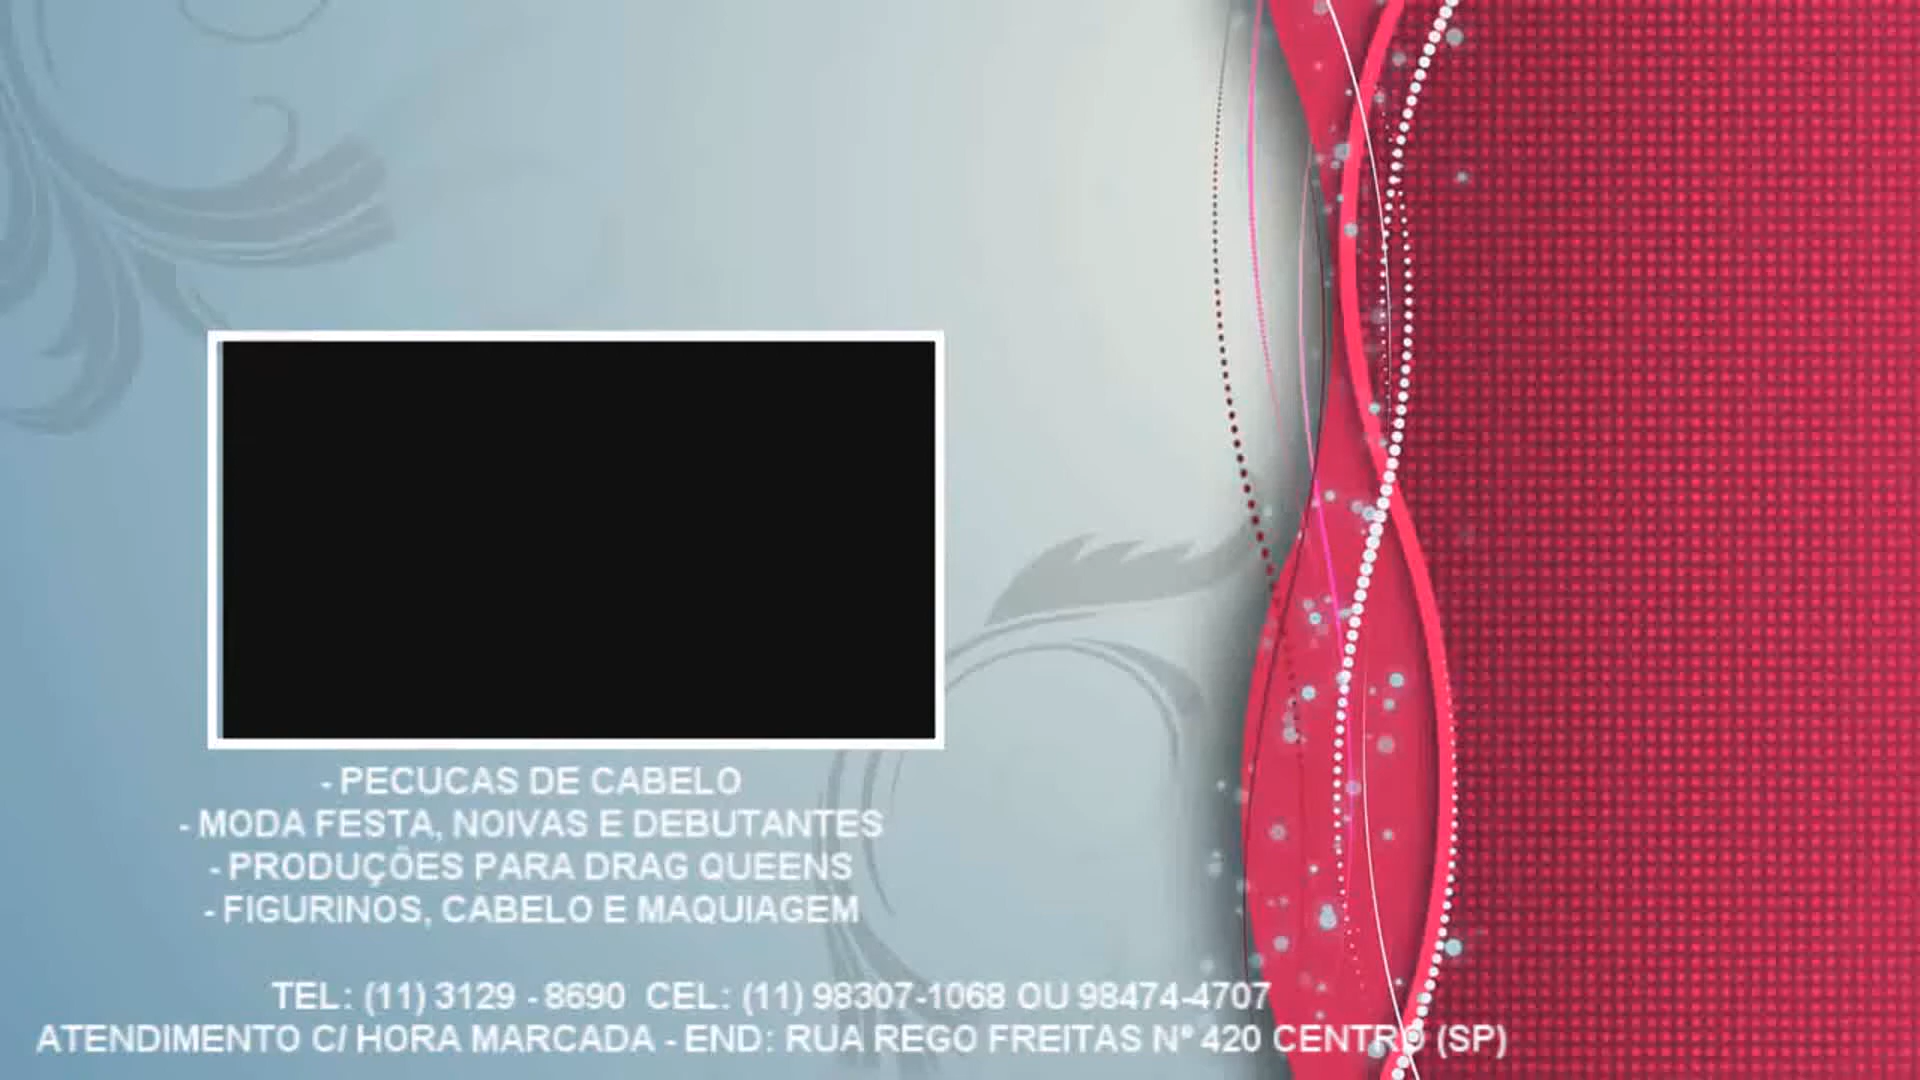 - PECUCAS DE CABELO
- MODA FESTA, NOIVAS E DEBUTANTES
- PRODUÇÕES PARA DRAG QUEENS
- FIGURINOS, CABELO E MAQUIAGEM
TEL: (11) 3129 - 8690 CEL: (11) 98307-1068 OU 98474-4707
ATENDIMENTO C/ HORA MARCADA - END: RUA REGO FREITAS Nº 420 CENTRO (SP)